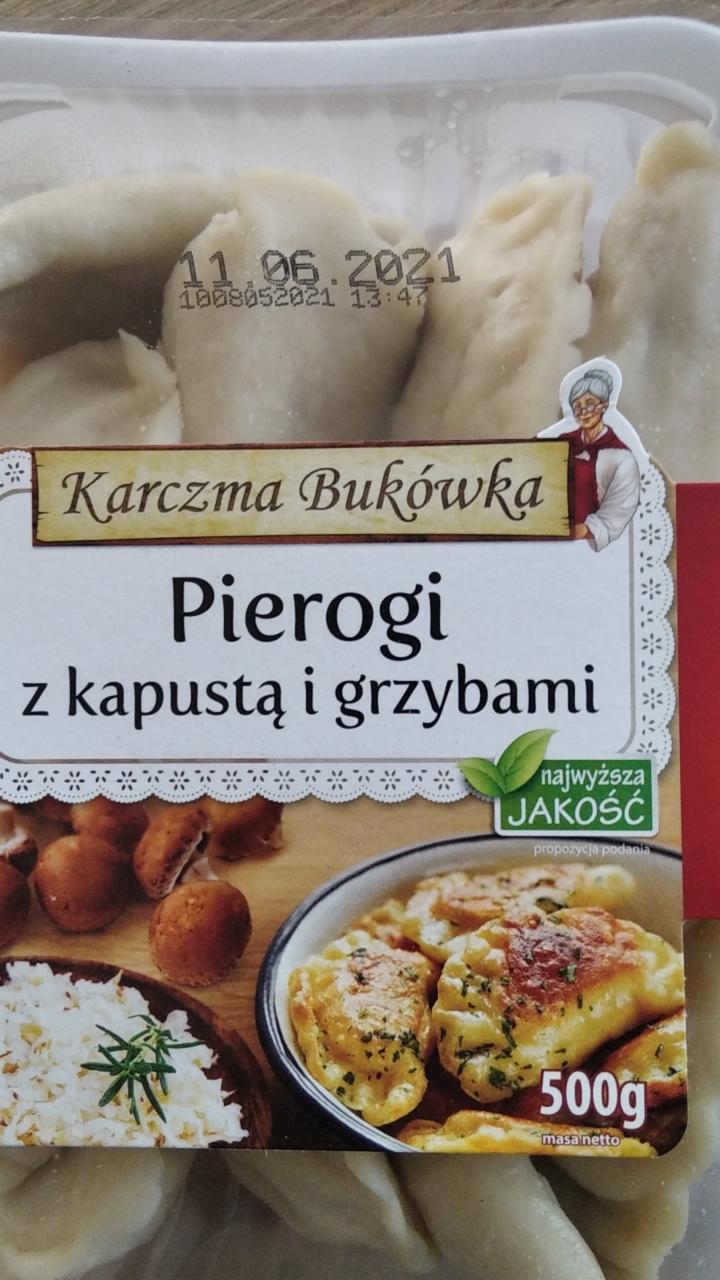 11.06.2021
1008052021 13:47
Karczma Bukówka
Pierogi
z kapustą i grzybami
najwyższa
JAKOŚĆ
propozycja podania
500g
masa netto